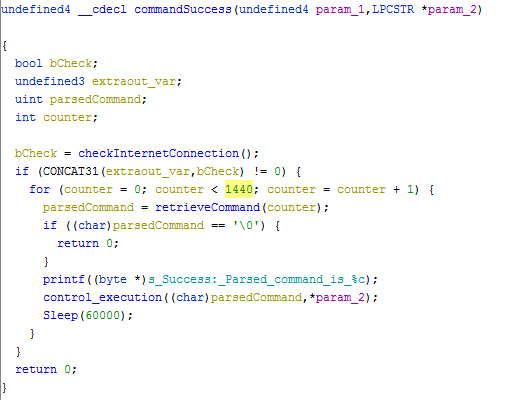 undefined4 __cdecl commandSuccess(undefined4 param_1,LPCSTR *param_2)
{
bool bCheck;
undefined3 extraout_var;
uint parsedCommand;
int counter;
bCheck = checkInternetConnection();
if (CONCAT31(extraout_var,bCheck) != 0) {
for (counter = 0; counter < 1440; counter = counter + 1) {
parsedCommand = retrieveCommand(counter);
if ((char)parsedCommand == '\0') {
return 0;
}
printf((byte *)s_Success:_Parsed_command_is_%c);
control_execution((char)parsedCommand,*param_2);
Sleep(60000);
}
}
return 0;
}